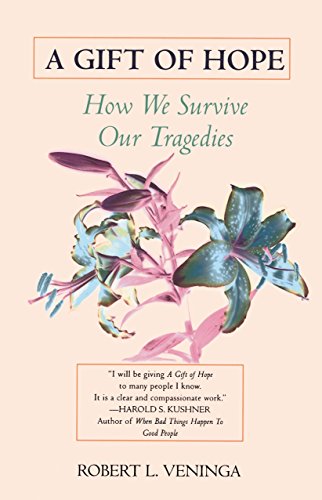 A GIFT OF HOPE
How We Survive
Our Tragedies
"I will be giving A Gift of Hope
to many people I know.
It is a clear and compassionate work."
—HAROLD S. KUSHNER
Author of When Bad Things Happen To
Good People
ROBERT L. VENINGA